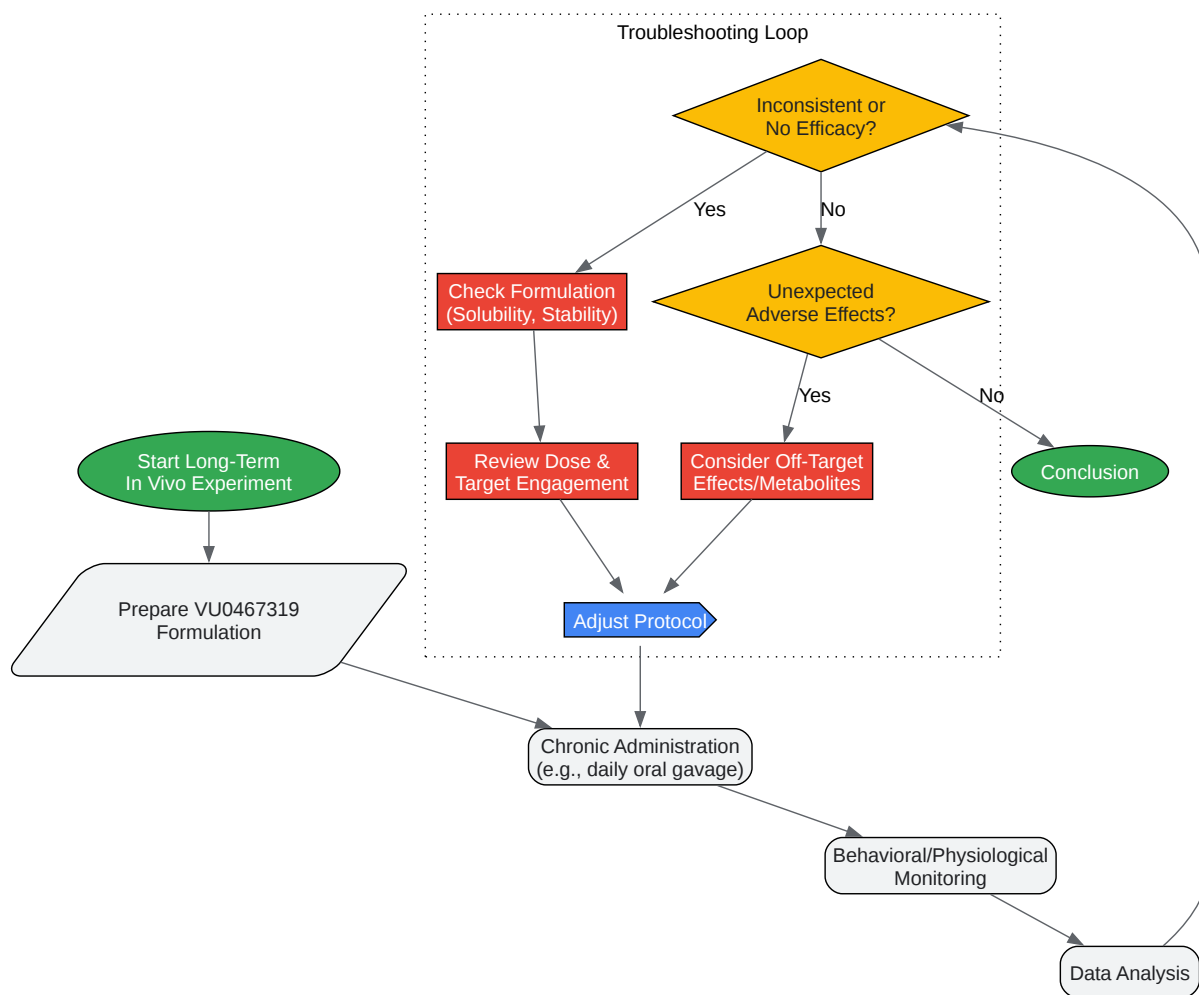 Troubleshooting Loop
Inconsistent or
No Efficacy?
Yes
No
Check Formulation
(Solubility, Stability)
Unexpected
Adverse Effects?
Yes
No
Start Long-Term
In Vivo Experiment
Review Dose &
Target Engagement
Consider Off-Target
Effects/Metabolites
Conclusion
Prepare VU0467319
Formulation
Adjust Protocol
Chronic Administration
(e.g., daily oral gavage)
Behavioral/Physiological
Monitoring
Data Analysis